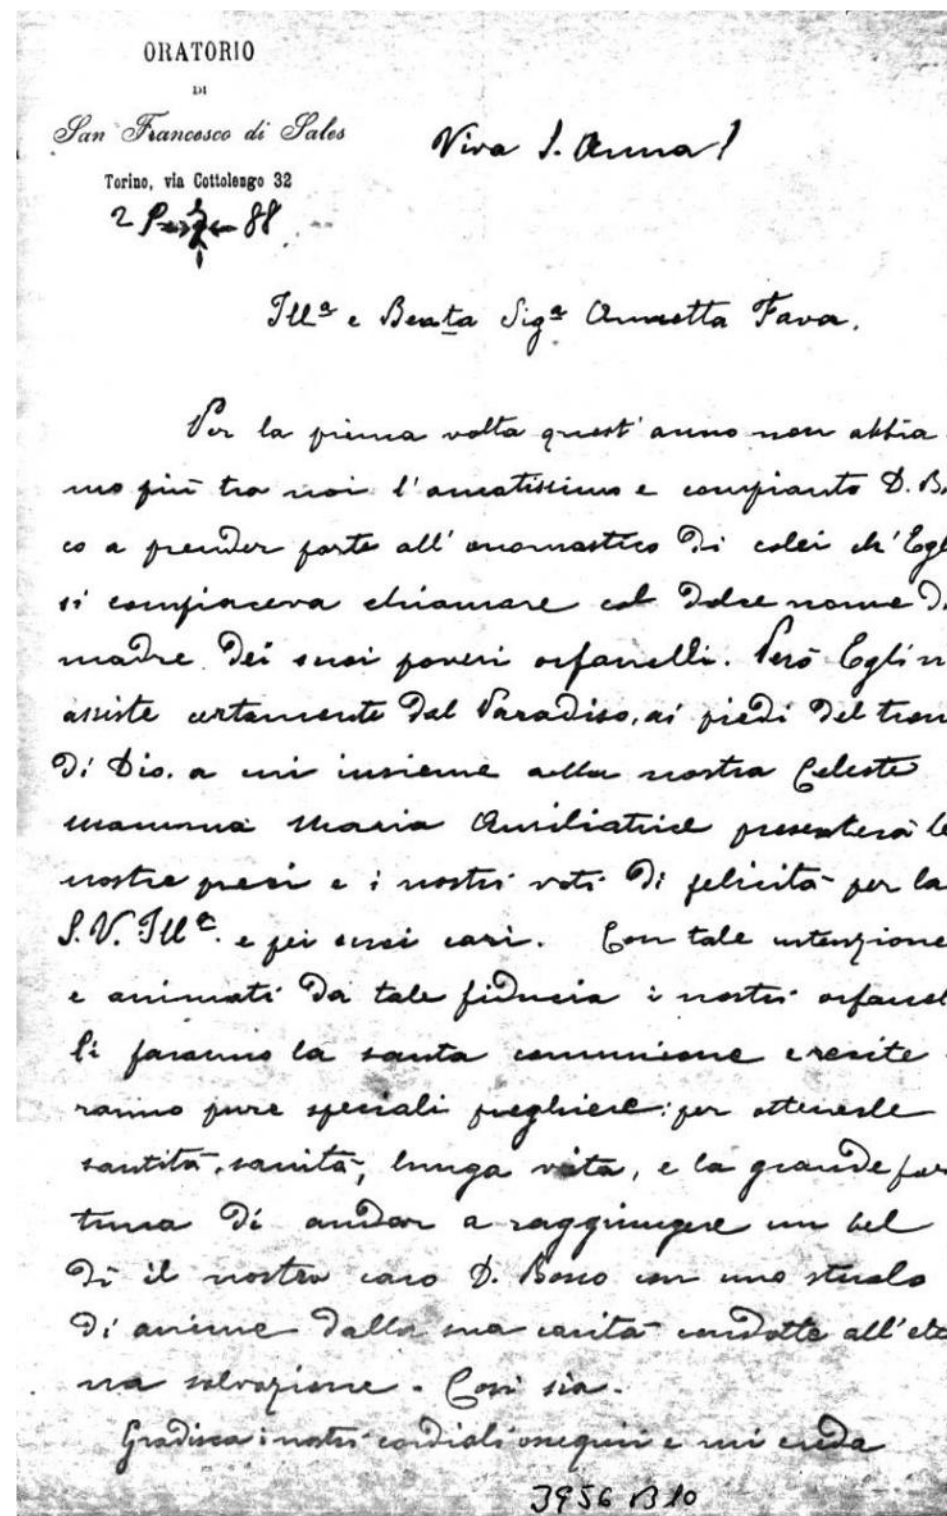 ORATORIO
DI
San Francesco di Sales
Torino, via Cottolengo 32
88
Viva S. Anna!
Ill.ª e Beata Sig.ª Annetta Fava.
Per la prima volta quest'anno non abbia
mo più tra noi l'amatissimo e compianto D. B
co a prender parte all'onomastico di colei ch'Egl
si compiaceva chiamare col dolce nome d
madre dei suoi poveri orfanelli. Però Egli n
assiste certamente dal Paradiso, ai piedi del tron
di Dio. a cui insieme alla nostra Celeste
mamma Maria Ausiliatrice presenterà le
nostre preci e i nostri voti di felicità per la
S. V. Ill.ª e pei suoi cari. Con tale intenzione
e animati da tale fiducia i nostri orfanel
li faranno la santa comunione e recite
ranno pure speciali preghiere: per ottenerle
santità, sanità, lunga vita, e la grande for
tuna di andar a raggiungere un bel
dì il nostro caro D. Bosco con uno stuolo
di anime dalla sua carità condotte all'ete
na salvazione. Così sia.
Gradisca i nostri cordiali ossequii e mi creda
3956 B10